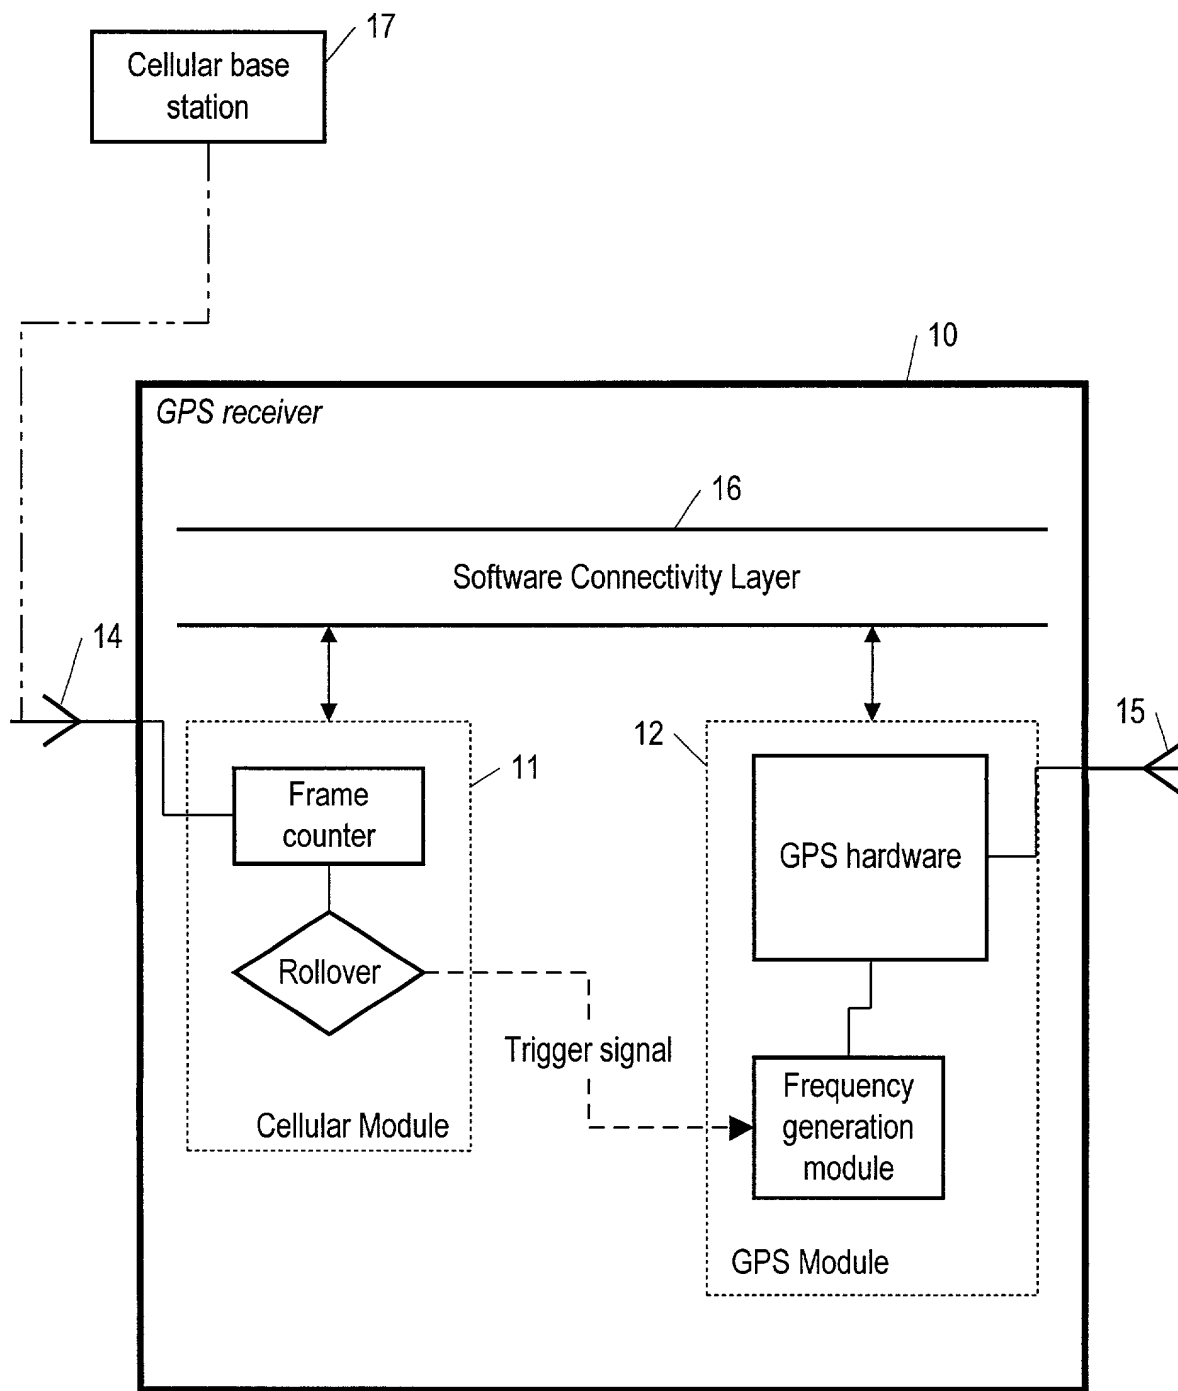 17
Cellular base
station
10
GPS receiver
16
Software Connectivity Layer
14
12
15
11
Frame
counter
GPS hardware
Rollover
Trigger signal
Frequency
generation
module
Cellular Module
GPS Module